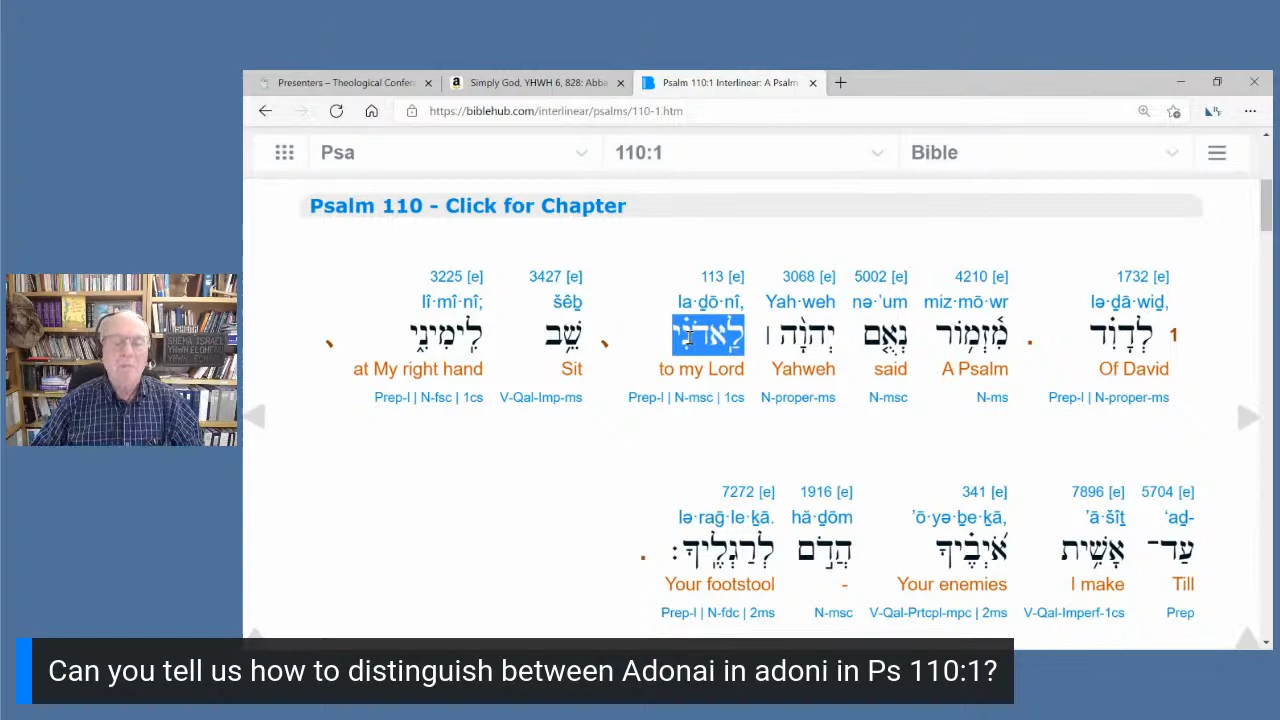 Presenters – Theological Confere
Simply God, YHWH 6, 828: Abba
Psalm 110:1 Interlinear: A Psalm
https://biblehub.com/interlinear/psalms/110-1.htm
Psa
110:1
Bible
Psalm 110 - Click for Chapter
3225 [e] 3427 [e] 113 [e] 3068 [e] 5002 [e] 4210 [e] 1732 [e]
lî·mî·nî; šêḇ la·ḏō·nî, Yah·weh nə·’um miz·mō·wr lə·ḏā·wiḏ,
1 לְדָוִ֗ד . מִ֫זְמ֥וֹר נְאֻ֤ם יְהוָ֨ה ׀ לַֽאדֹנִ֗י , שֵׁ֥ב לִֽימִינִ֑י ,
at My right hand Sit to my Lord Yahweh said A Psalm Of David
Prep-l | N-fsc | 1cs V-Qal-Imp-ms Prep-l | N-msc | 1cs N-proper-ms N-msc N-ms Prep-l | N-proper-ms
7272 [e] 1916 [e] 341 [e] 7896 [e] 5704 [e]
lə·raḡ·le·ḵā. hă·ḏōm ’ō·yə·ḇe·ḵā, ’ā·šîṯ ‘aḏ-
עַד־ אָשִׁ֥ית אֹ֝יְבֶ֗יךָ הֲדֹ֣ם לְרַגְלֶֽיךָ׃ .
Your footstool - Your enemies I make Till
Prep-l | N-fdc | 2ms N-msc V-Qal-Prtcpl-mpc | 2ms V-Qal-Imperf-1cs Prep
SHEMA ISRAEL
Can you tell us how to distinguish between Adonai in adoni in Ps 110:1?